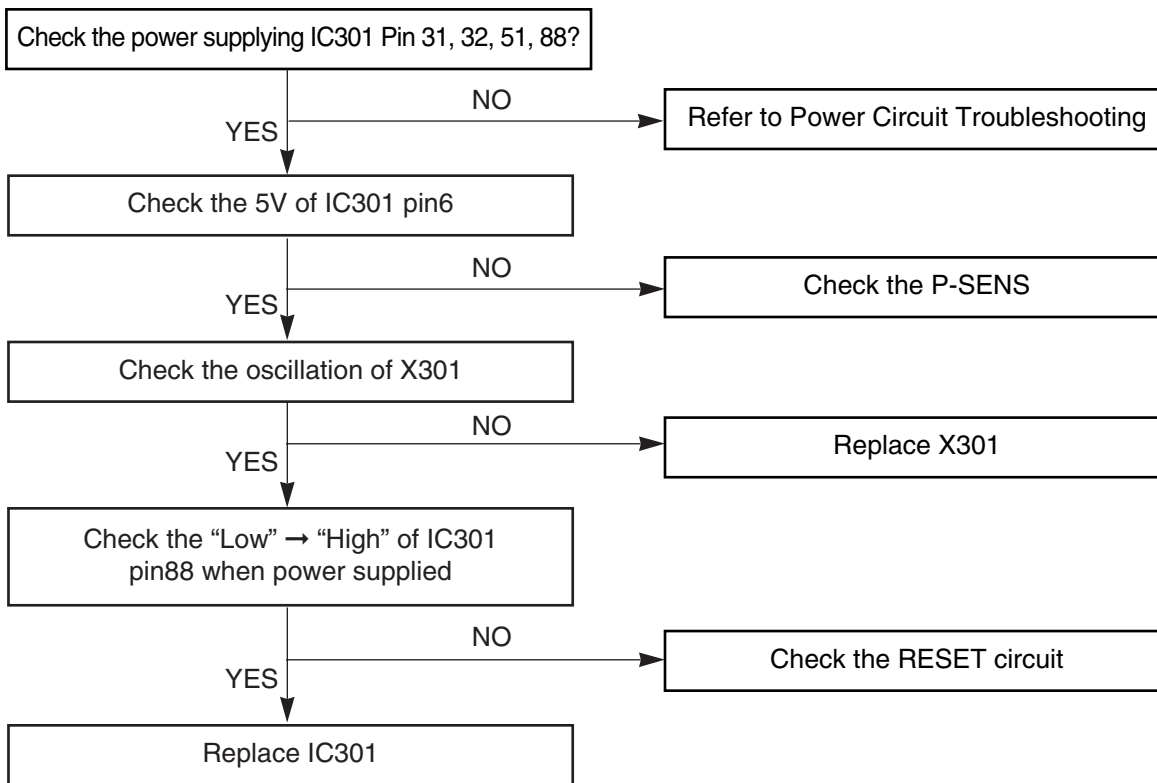 Check the power supplying IC301 Pin 31, 32, 51, 88?
NO
YES
Refer to Power Circuit Troubleshooting
Check the 5V of IC301 pin6
NO
YES
Check the P-SENS
Check the oscillation of X301
NO
YES
Replace X301
Check the “Low” ➞ “High” of IC301
pin88 when power supplied
NO
YES
Check the RESET circuit
Replace IC301